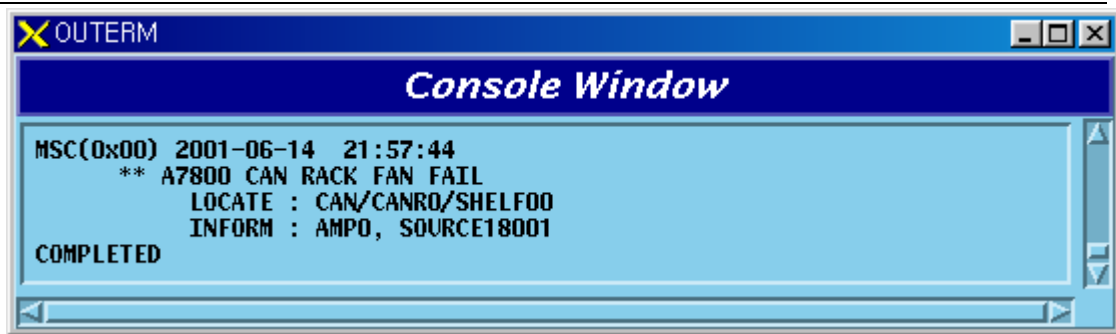 OUTERM
Console Window
MSC(0x00) 2001-06-14 21:57:44
** A7800 CAN RACK FAN FAIL
LOCATE : CAN/CANR0/SHELF00
INFORM : AMP0, SOURCE18001
COMPLETED